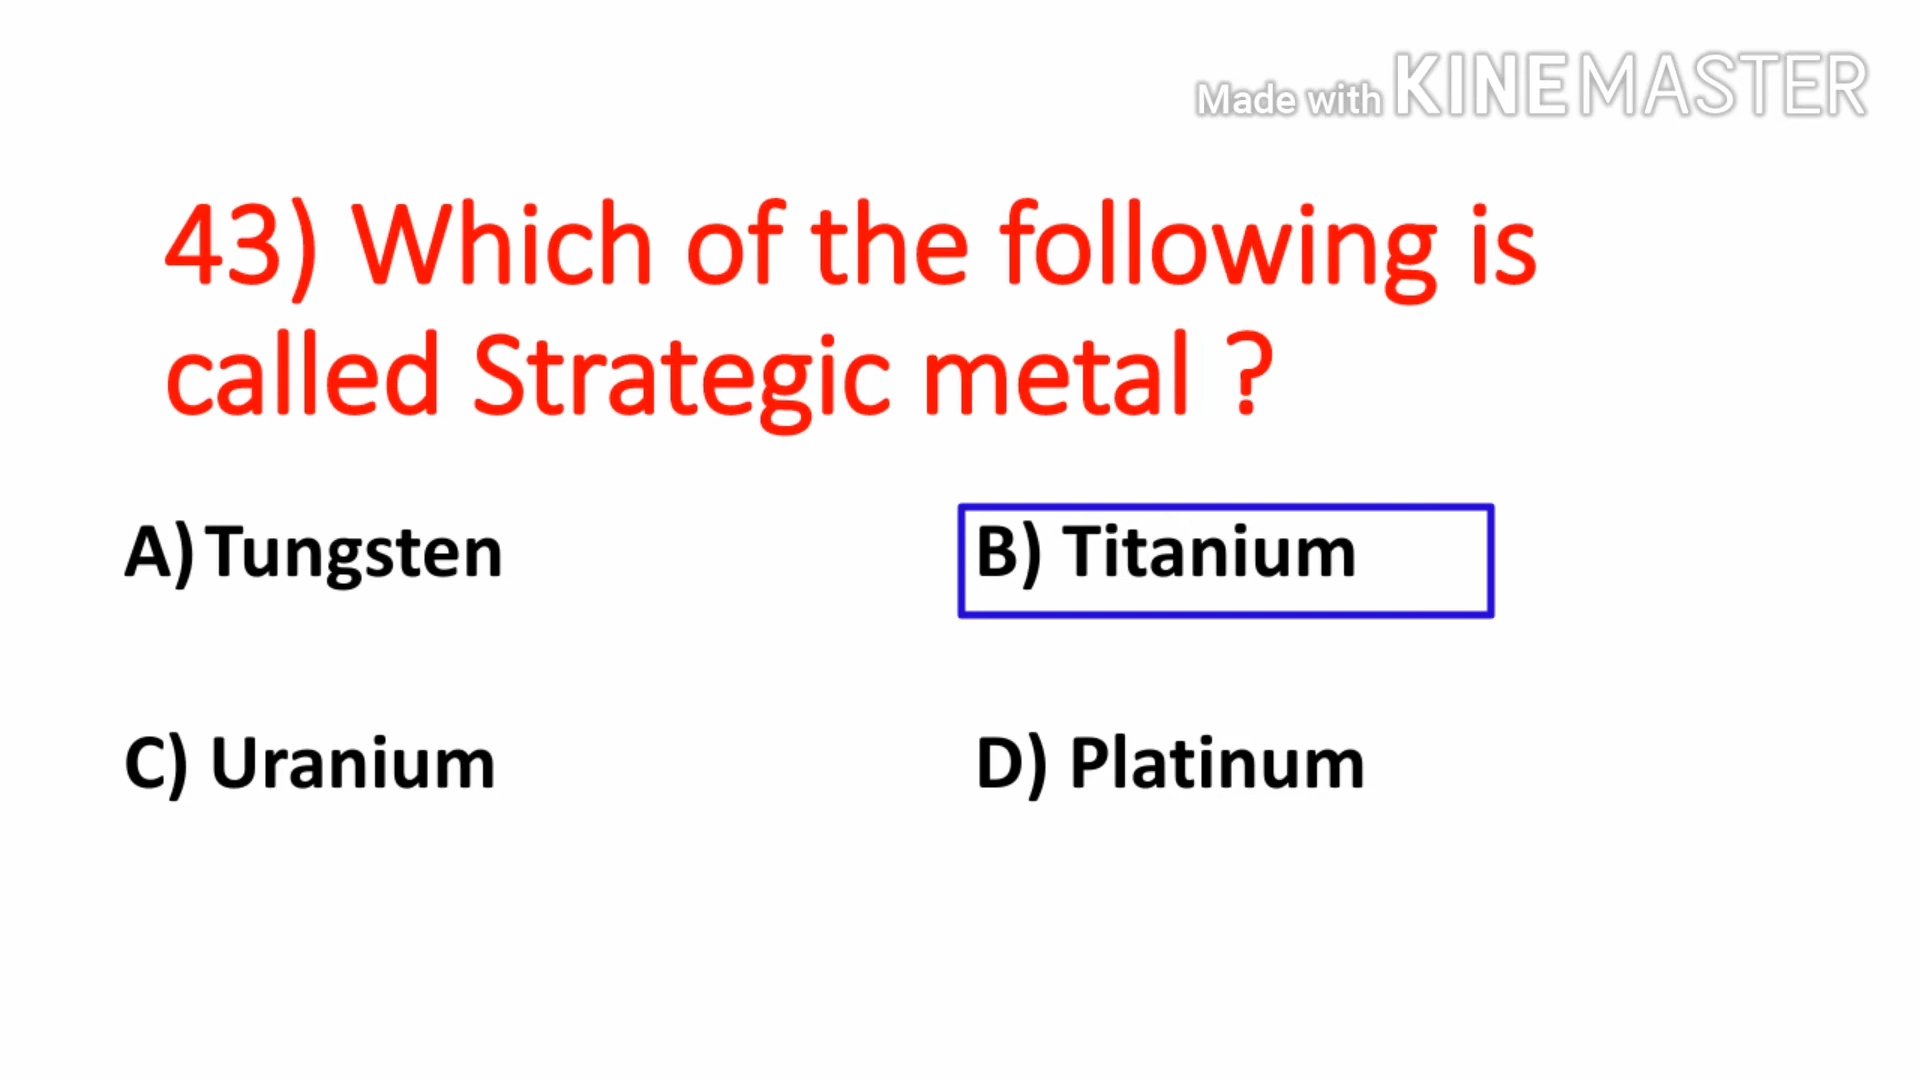 Made with KINEMASTER
43) Which of the following is
called Strategic metal ?
A) Tungsten
B) Titanium
C) Uranium
D) Platinum